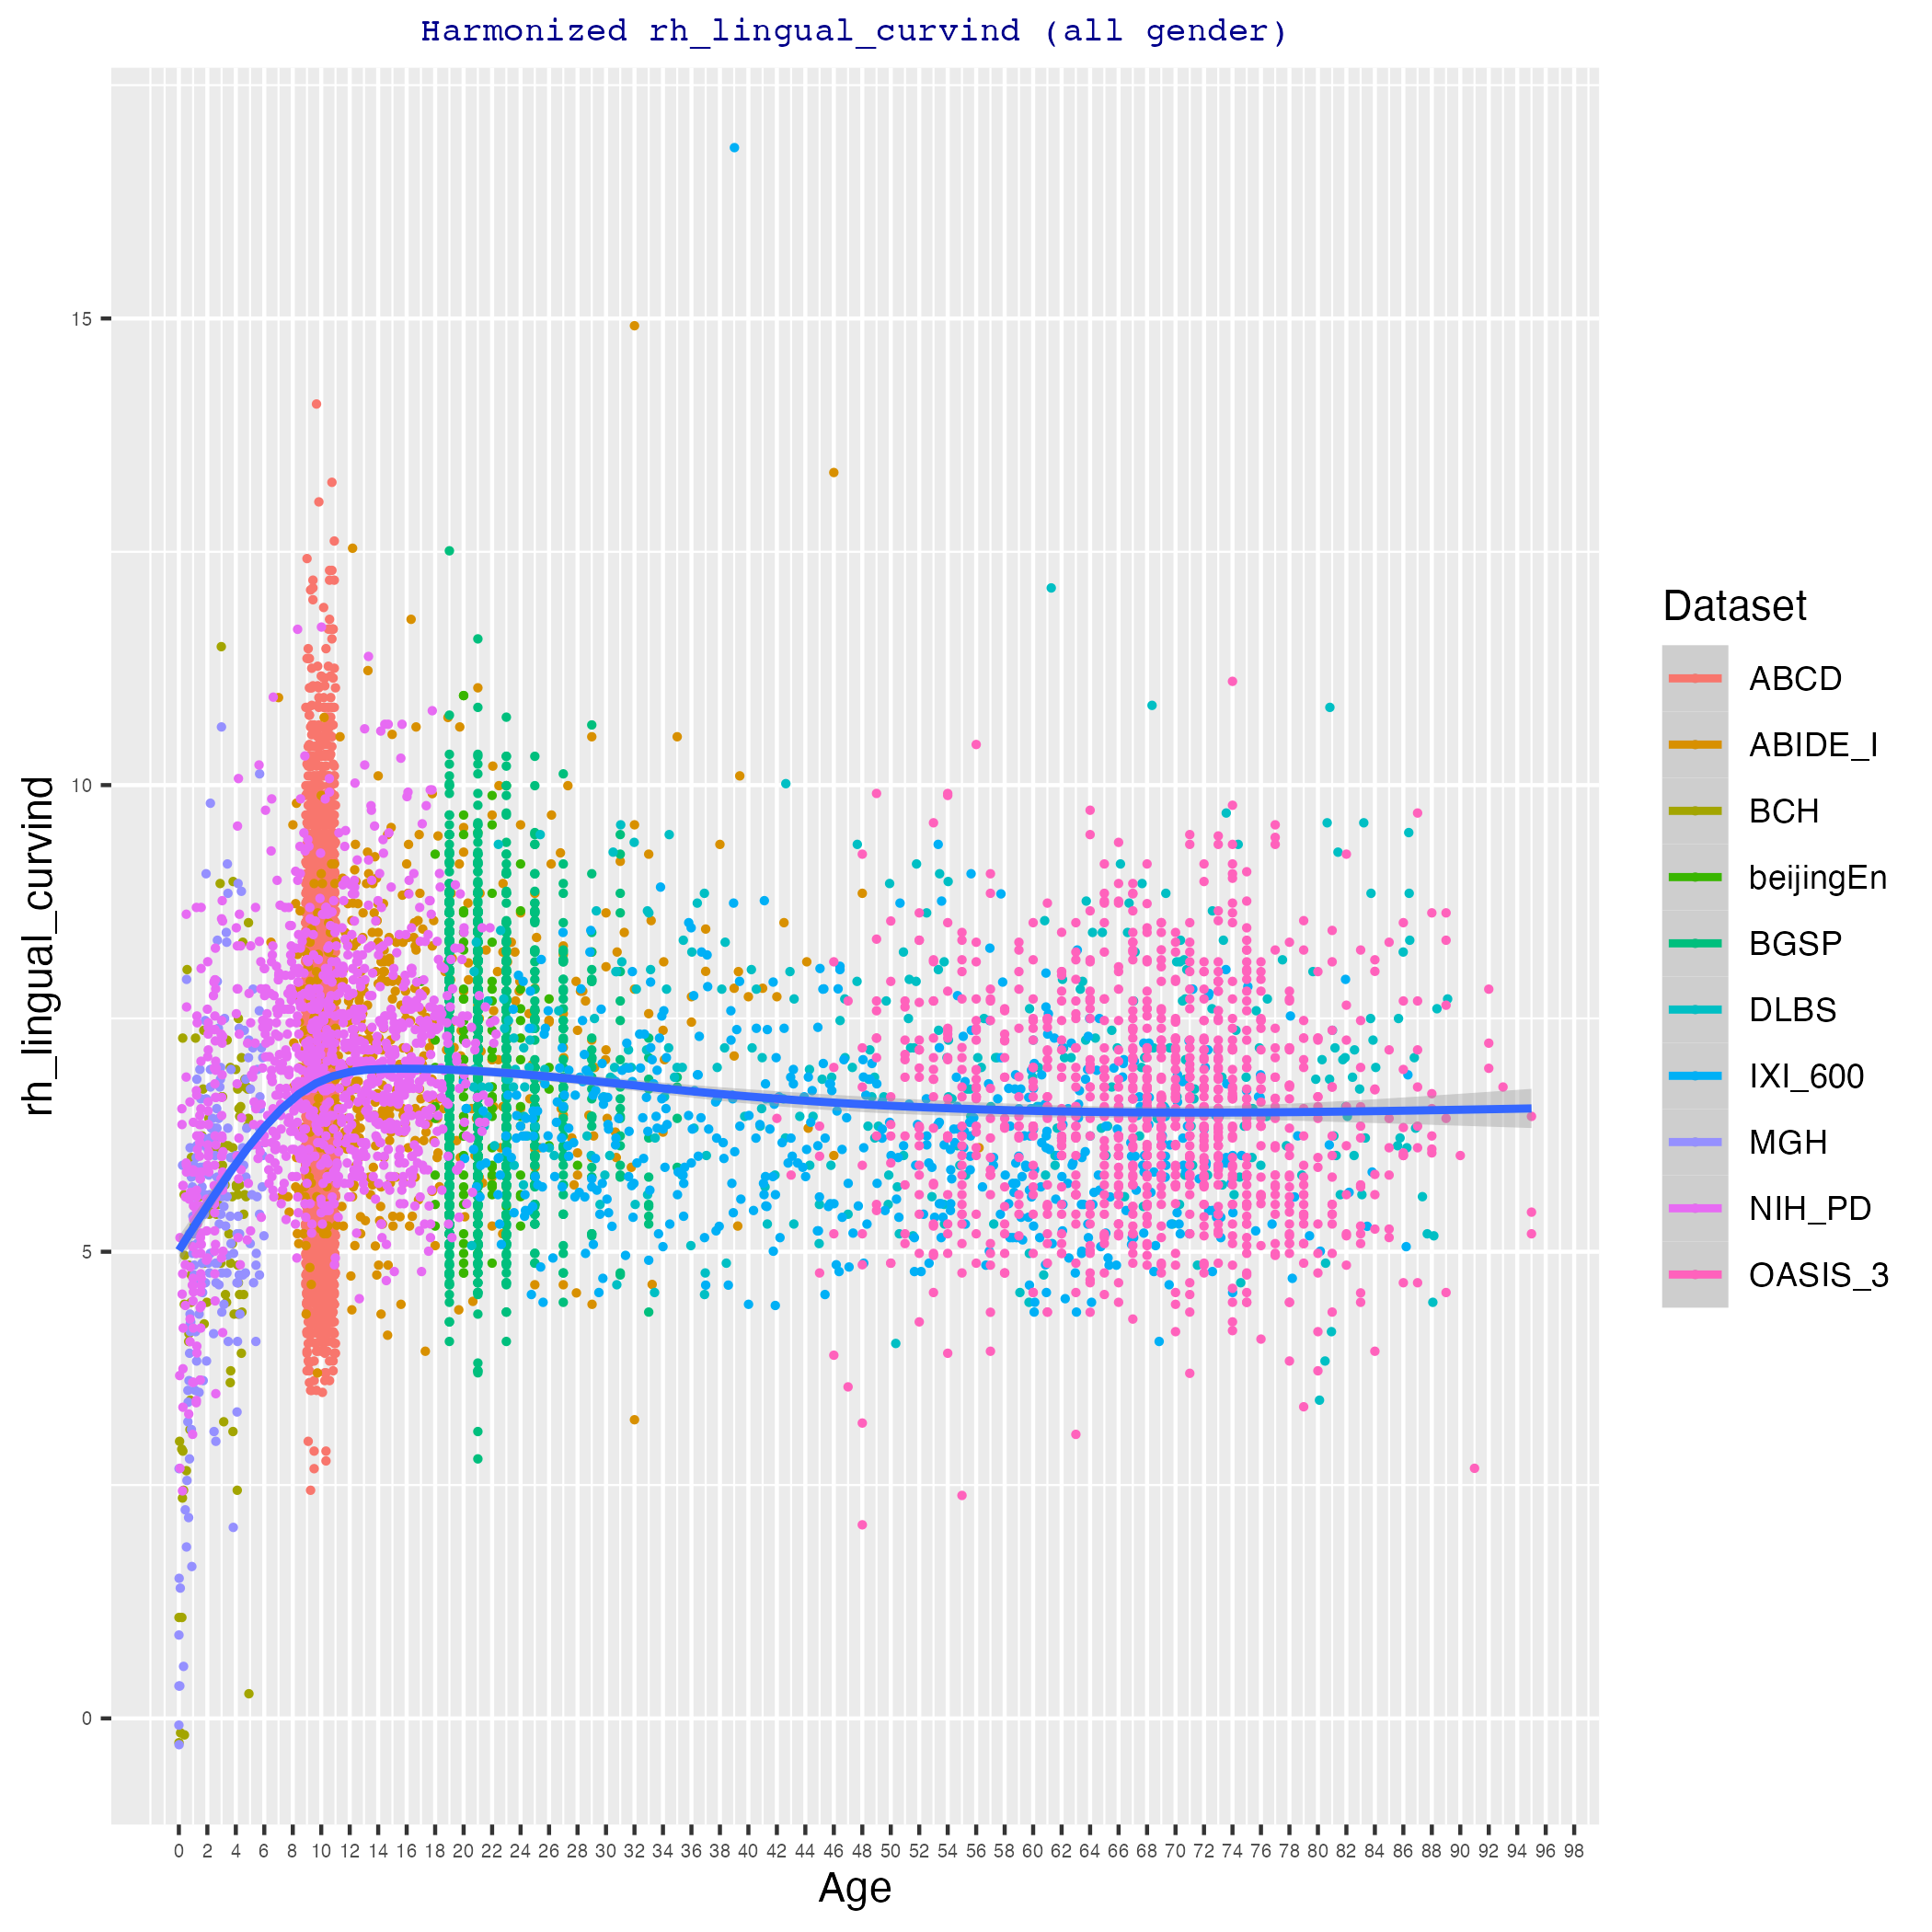 Harmonized rh_lingual_curvind (all gender)
rh_lingual_curvind
15
10
5
0
0 2 4 6 8 10 12 14 16 18 20 22 24 26 28 30 32 34 36 38 40 42 44 46 48 50 52 54 56 58 60 62 64 66 68 70 72 74 76 78 80 82 84 86 88 90 92 94 96 98
Age
Dataset
ABCD
ABIDE_I
BCH
beijingEn
BGSP
DLBS
IXI_600
MGH
NIH_PD
OASIS_3